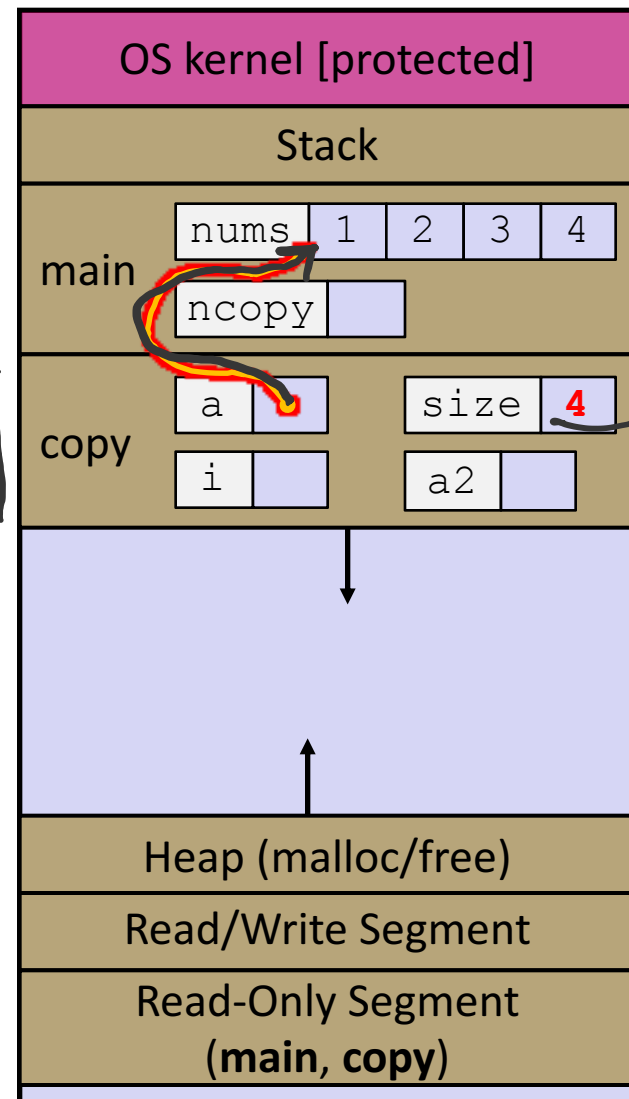 OS kernel [protected]
Stack
main
nums 1 2 3 4
ncopy
copy
a
size 4
i
a2
Heap (malloc/free)
Read/Write Segment
Read-Only Segment
(main, copy)